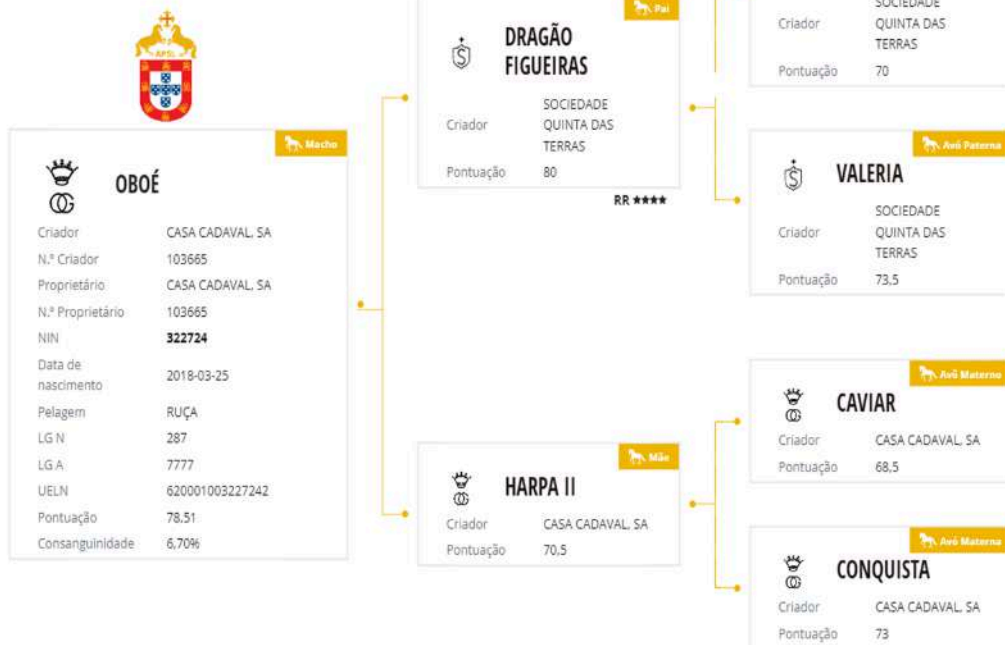 APSL
Macho
OBOÉ
Criador CASA CADAVAL, SA
N.º Criador 103665
Proprietário CASA CADAVAL, SA
N.º Proprietário 103665
NIN 322724
Data de
nascimento 2018-03-25
Pelagem RUÇA
LG N 287
LG A 7777
UELN 620001003227242
Pontuação 78,51
Consanguinidade 6,70%
Pai
DRAGÃO
FIGUEIRAS
Criador SOCIEDADE
QUINTA DAS
TERRAS
Pontuação 80
RR ★★★★
Mãe
HARPA II
Criador CASA CADAVAL, SA
Pontuação 70,5
SOCIEDADE
Criador QUINTA DAS
TERRAS
Pontuação 70
Avó Paterna
VALERIA
Criador SOCIEDADE
QUINTA DAS
TERRAS
Pontuação 73,5
Avô Materno
CAVIAR
Criador CASA CADAVAL, SA
Pontuação 68,5
Avó Materna
CONQUISTA
Criador CASA CADAVAL, SA
Pontuação 73